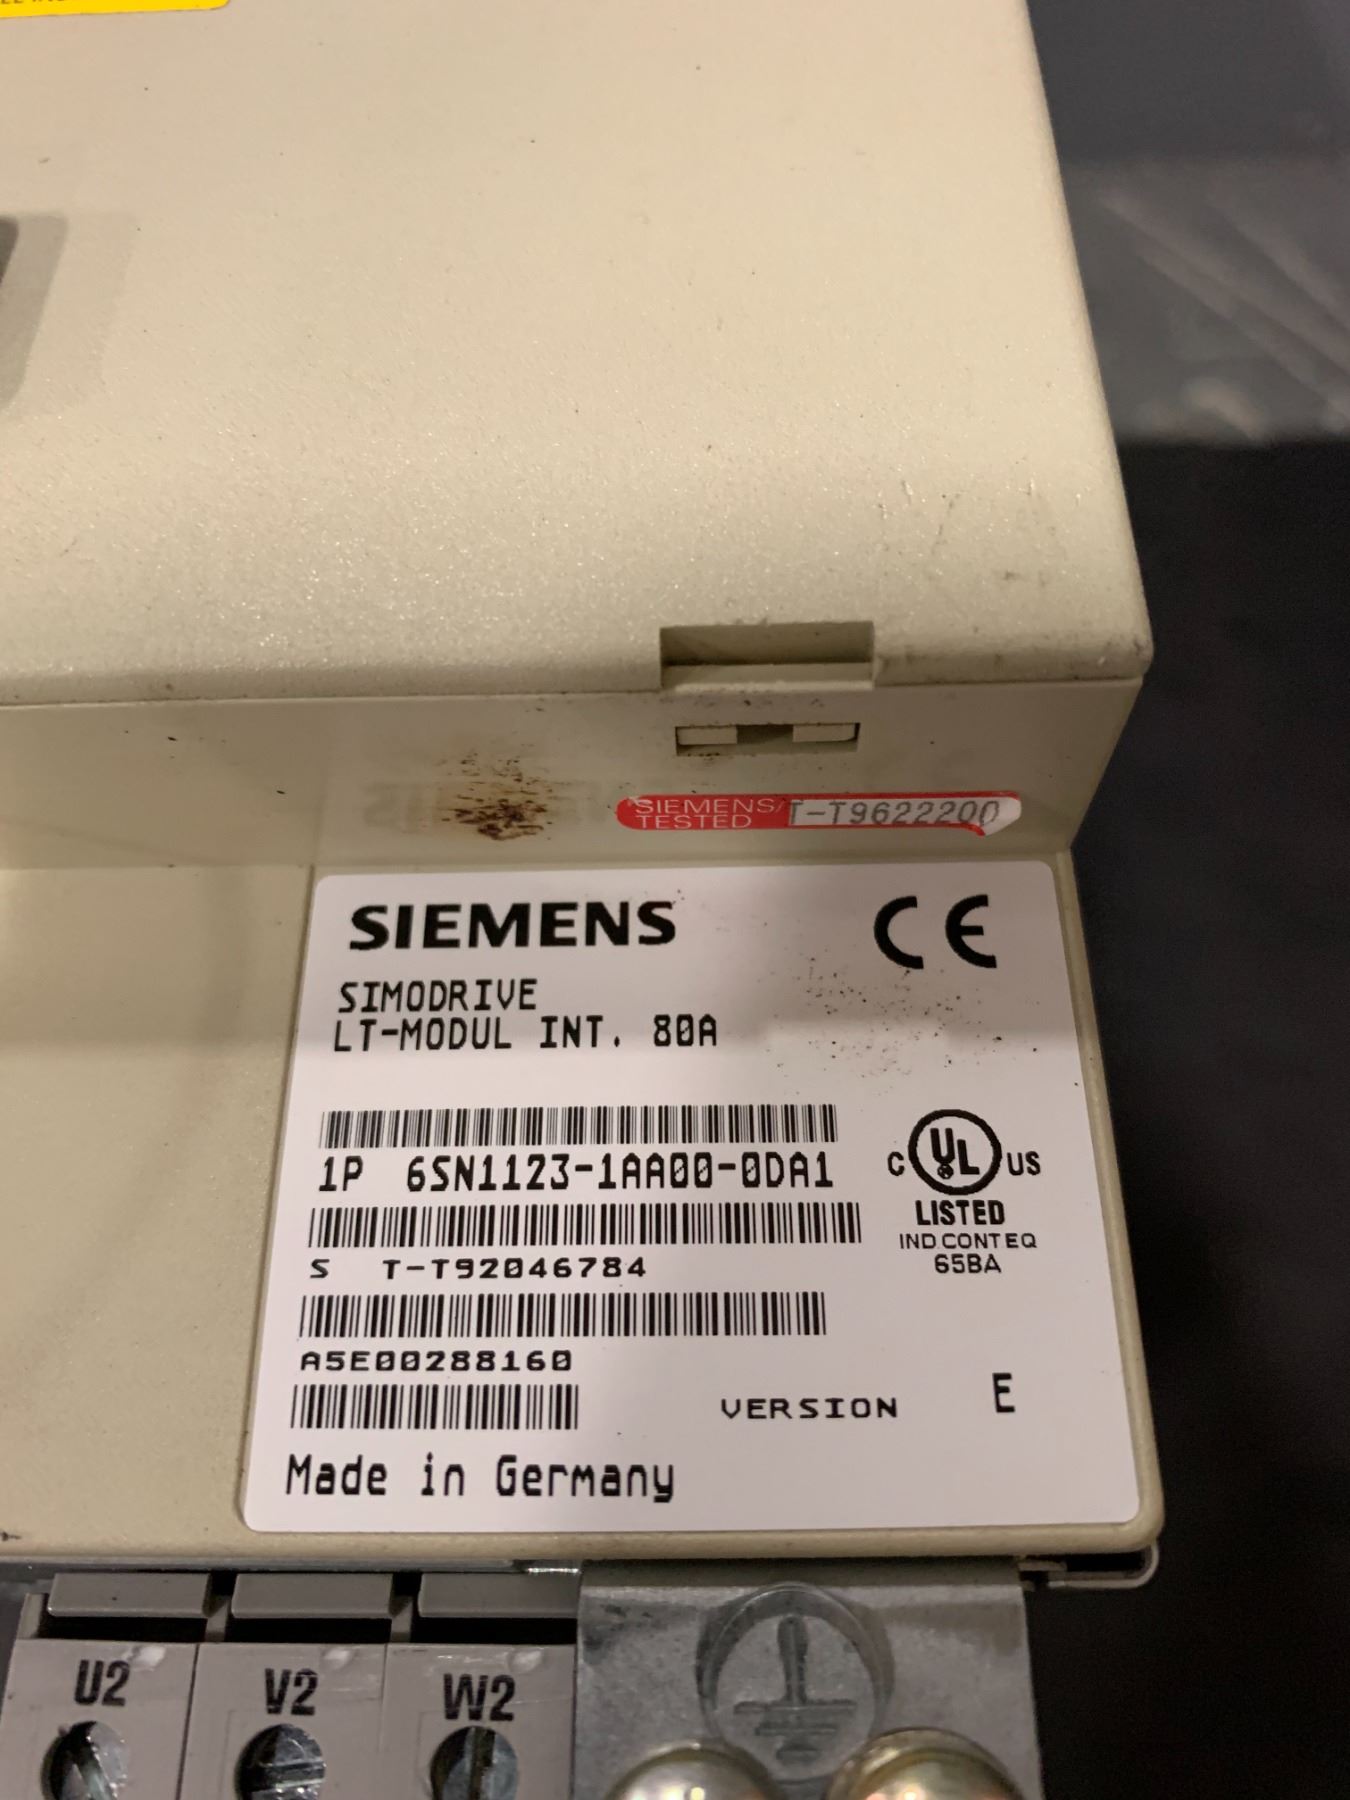 SIEMENS/
TESTED
T-T9622200
SIEMENS
CE
SIMODRIVE
LT-MODUL INT. 80A
1P 6SN1123-1AA00-0DA1
C UL US
LISTED
IND.CONT.EQ
65BA
S T-T92046784
A5E00288160
VERSION E
Made in Germany
U2
V2
W2